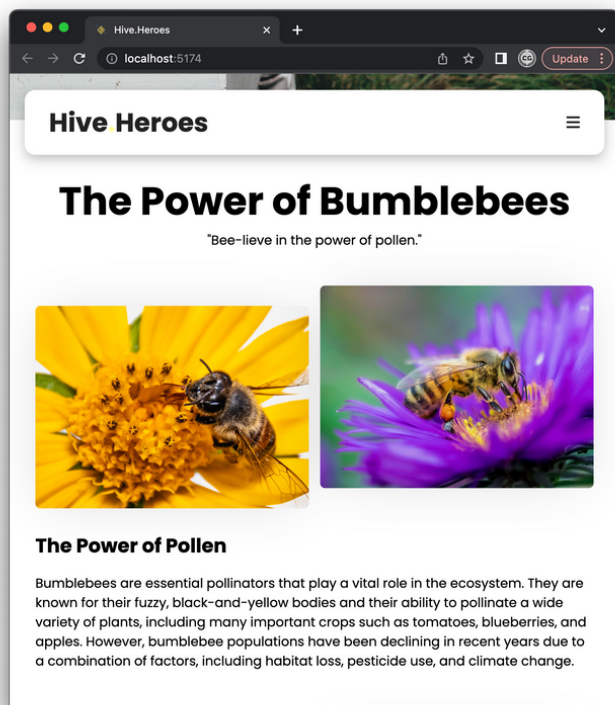 Hive.Heroes
localhost:5174
CG
Update
Hive.Heroes
The Power of Bumblebees
"Bee-lieve in the power of pollen."
The Power of Pollen
Bumblebees are essential pollinators that play a vital role in the ecosystem. They are
known for their fuzzy, black-and-yellow bodies and their ability to pollinate a wide
variety of plants, including many important crops such as tomatoes, blueberries, and
apples. However, bumblebee populations have been declining in recent years due to
a combination of factors, including habitat loss, pesticide use, and climate change.